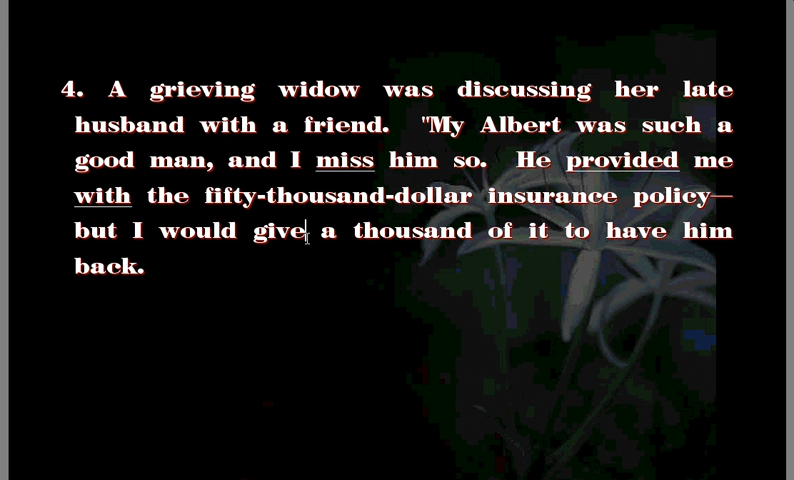 4. A grieving widow was discussing her late
husband with a friend. "My Albert was such a
good man, and I miss him so. He provided me
with the fifty-thousand-dollar insurance policy—
but I would give a thousand of it to have him
back.